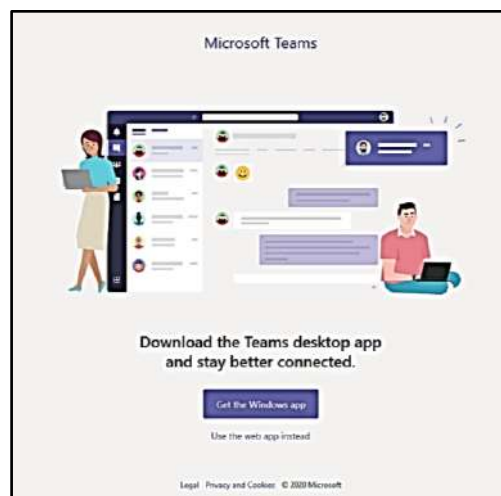 Microsoft Teams
Download the Teams desktop app
and stay better connected.
Get the Windows app
Use the web app instead
Legal Privacy and Cookies © 2020 Microsoft